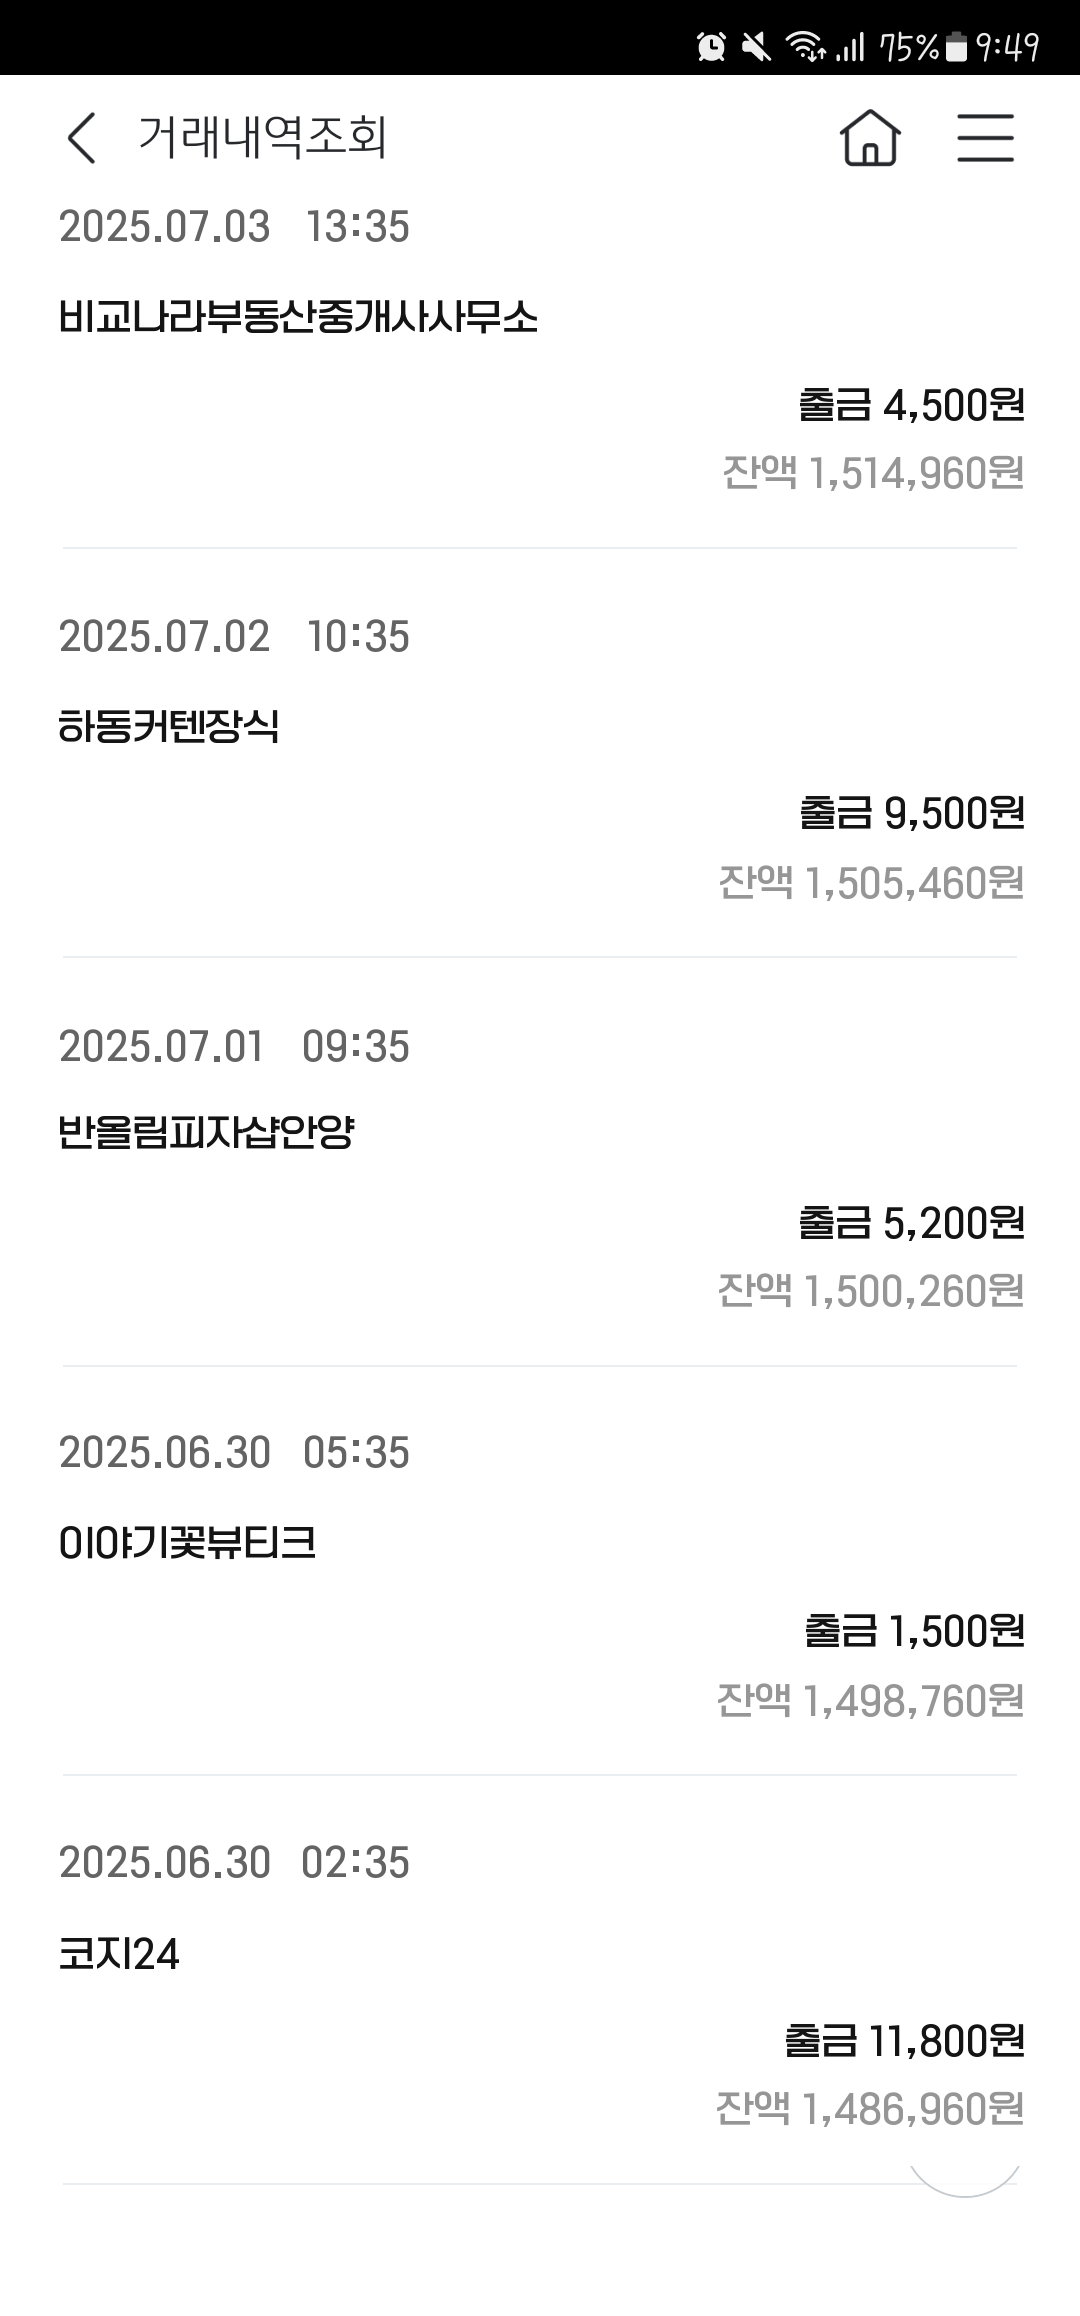 75% 9:49
거래내역조회
2025.07.03 13:35
비교나라부동산중개사사무소
출금 4,500원
잔액 1,514,960원
2025.07.02 10:35
하동커텐장식
출금 9,500원
잔액 1,505,460원
2025.07.01 09:35
반올림피자샵안양
출금 5,200원
잔액 1,500,260원
2025.06.30 05:35
이야기꽃뷰티크
출금 1,500원
잔액 1,498,760원
2025.06.30 02:35
코지24
출금 11,800원
잔액 1,486,960원